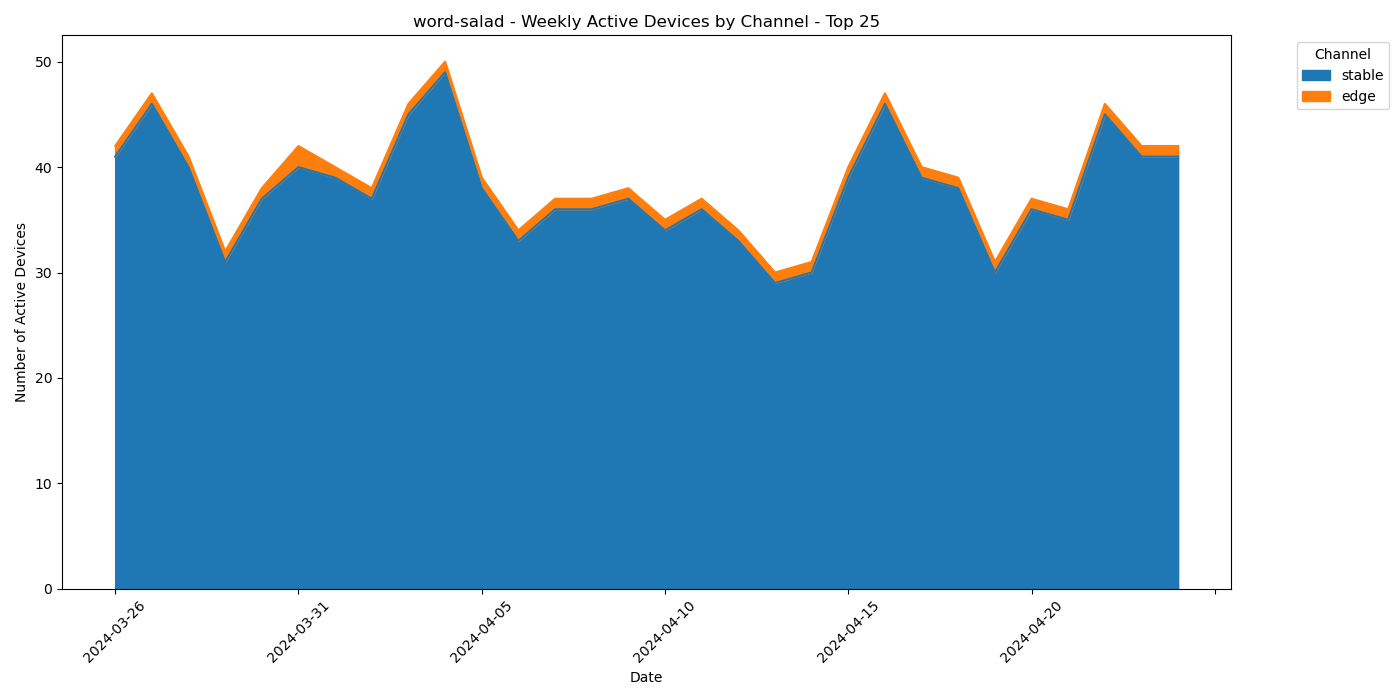 word-salad - Weekly Active Devices by Channel - Top 25
Channel
stable
edge
Number of Active Devices
50
40
30
20
10
0
2024-03-26
2024-03-31
2024-04-05
2024-04-10
2024-04-15
2024-04-20
Date